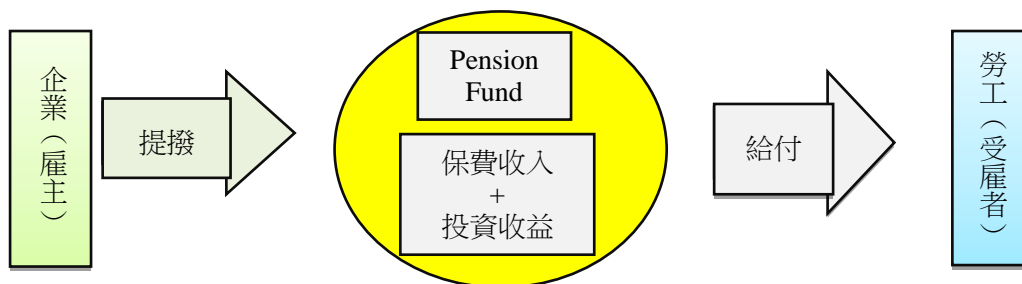 企業（雇主）
提撥
Pension
Fund
保費收入
+
投資收益
給付
勞工（受雇者）